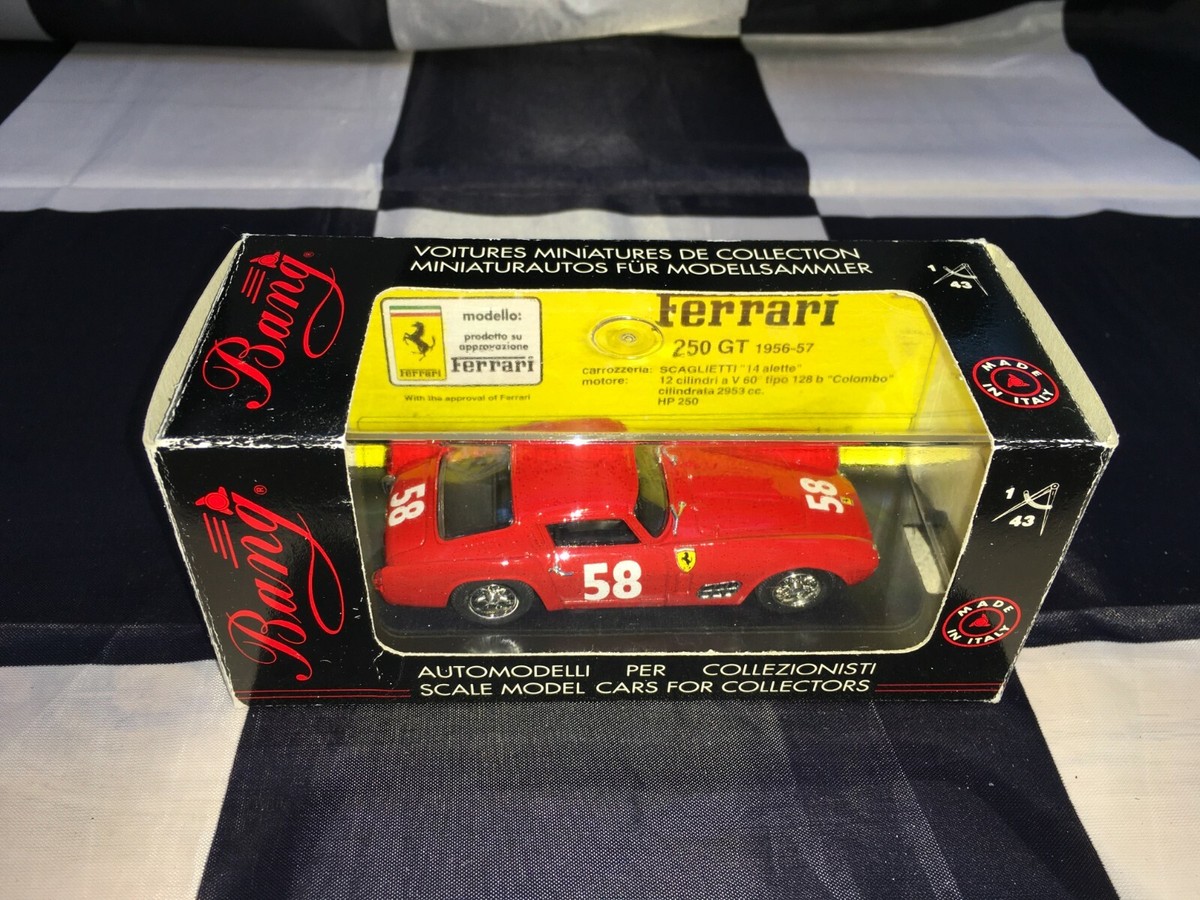 Bang®
VOITURES MINIATURES DE COLLECTION
MINIATURAUTOS FÜR MODELLSAMMLER
1
43
modello:
prodotto su
approvazione
Ferrari
Ferrari
With the approval of Ferrari
Ferrari
250 GT 1956-57
carrozzeria: SCAGLIETTI "14 alette"
motore: 12 cilindri a V 60° tipo 128 b "Colombo"
cilindrata 2953 cc.
HP 250
MADE
IN ITALY
Bang®
58
58
58
1
43
MADE
IN ITALY
AUTOMODELLI PER COLLEZIONISTI
SCALE MODEL CARS FOR COLLECTORS